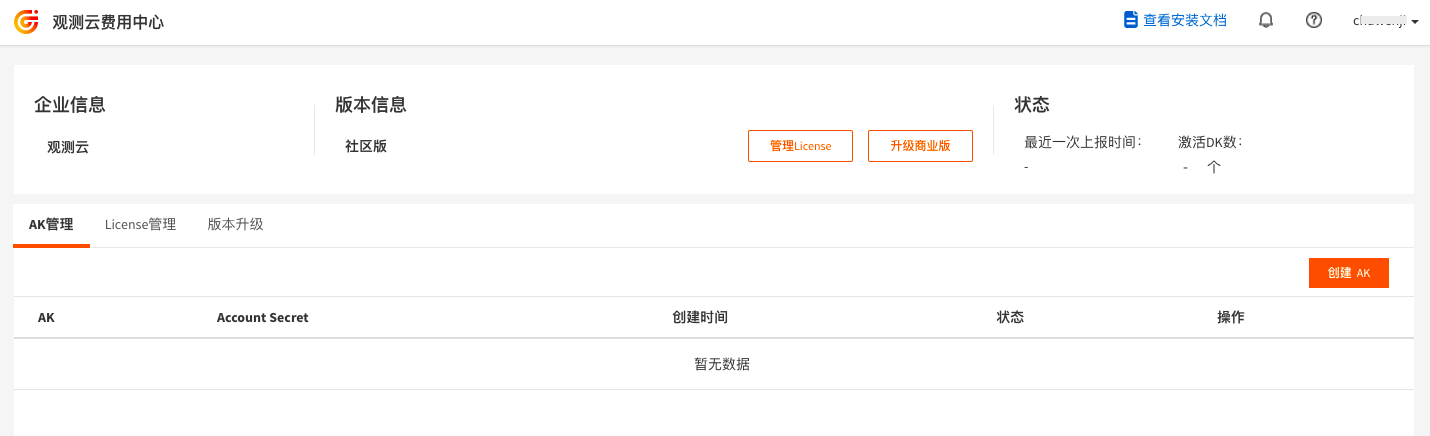 观测云费用中心
查看安装文档
企业信息
观测云
版本信息
社区版
管理License
升级商业版
状态
最近一次上报时间：
-
激活DK数：
- 个
AK管理 License管理 版本升级
创建 AK
AK Account Secret 创建时间 状态 操作
暂无数据